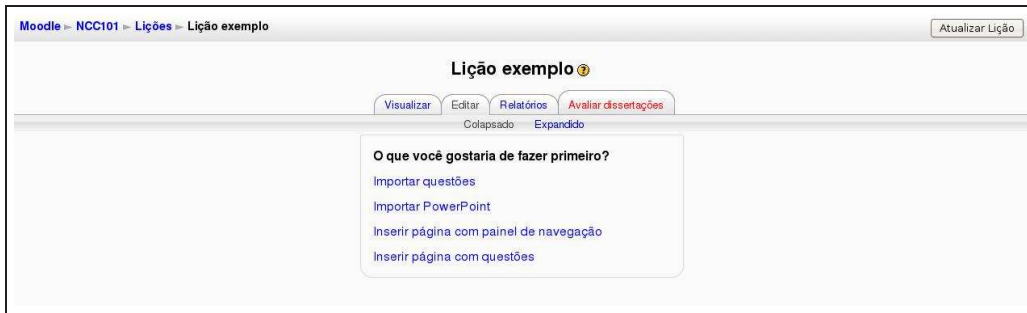 Moodle ► NCC101 ► Lições ► Lição exemplo
Atualizar Lição
Lição exemplo ?
Visualizar Editar Relatórios Avaliar dissertações
Colapsado Expandido
O que você gostaria de fazer primeiro?
Importar questões
Importar PowerPoint
Inserir página com painel de navegação
Inserir página com questões